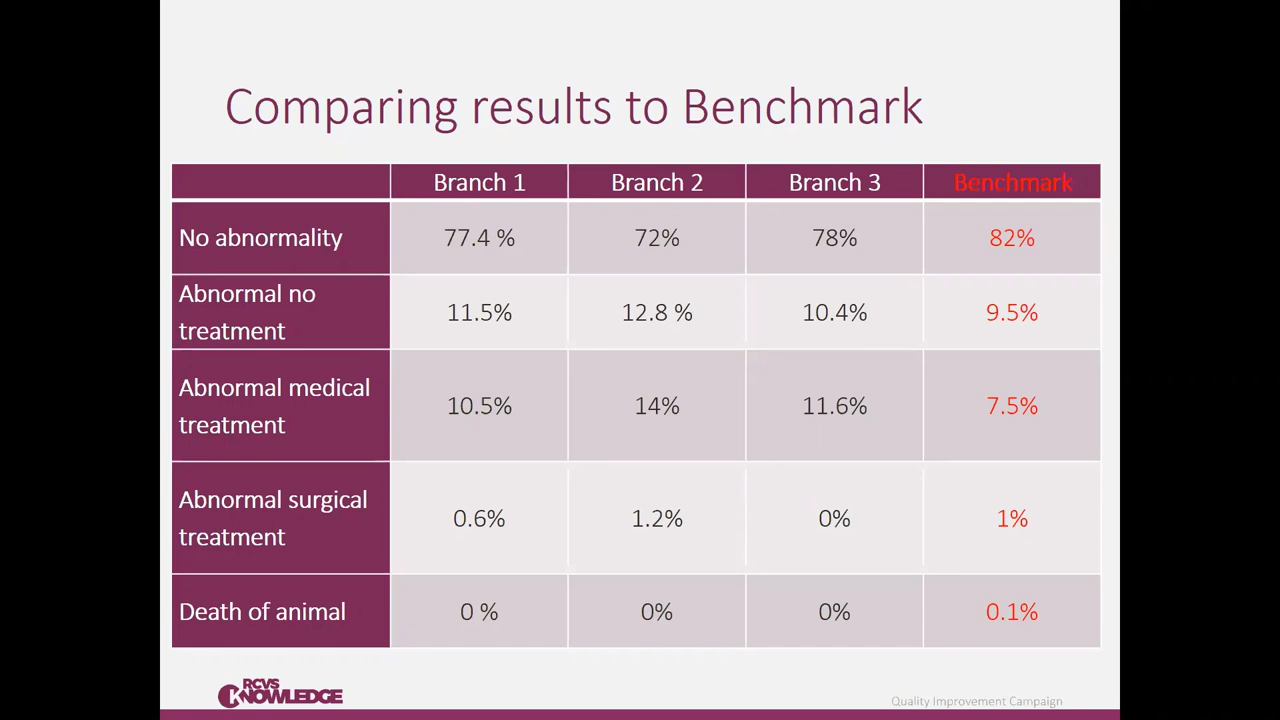 Comparing results to Benchmark
Branch 1 Branch 2 Branch 3 Benchmark
No abnormality 77.4 % 72% 78% 82%
Abnormal no
treatment 11.5% 12.8 % 10.4% 9.5%
Abnormal medical
treatment 10.5% 14% 11.6% 7.5%
Abnormal surgical
treatment 0.6% 1.2% 0% 1%
Death of animal 0 % 0% 0% 0.1%
RCVS
KNOWLEDGE
Quality Improvement Campaign